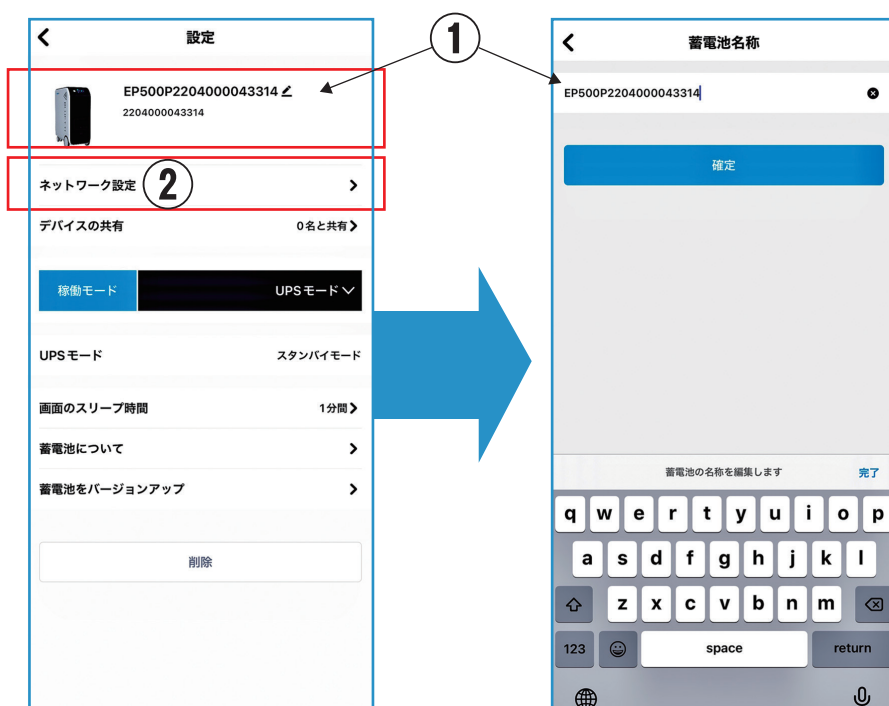 設定
EP500P2204000043314
2204000043314
ネットワーク設定 ②
デバイスの共有 0名と共有
稼働モード UPSモード
UPSモード スタンバイモード
画面のスリープ時間 1分間
蓄電池について
蓄電池をバージョンアップ
削除
①
蓄電池名称
EP500P2204000043314
確定
蓄電池の名称を編集します 完了
q w e r t y u i o p
a s d f g h j k l
z x c v b n m
123 space return